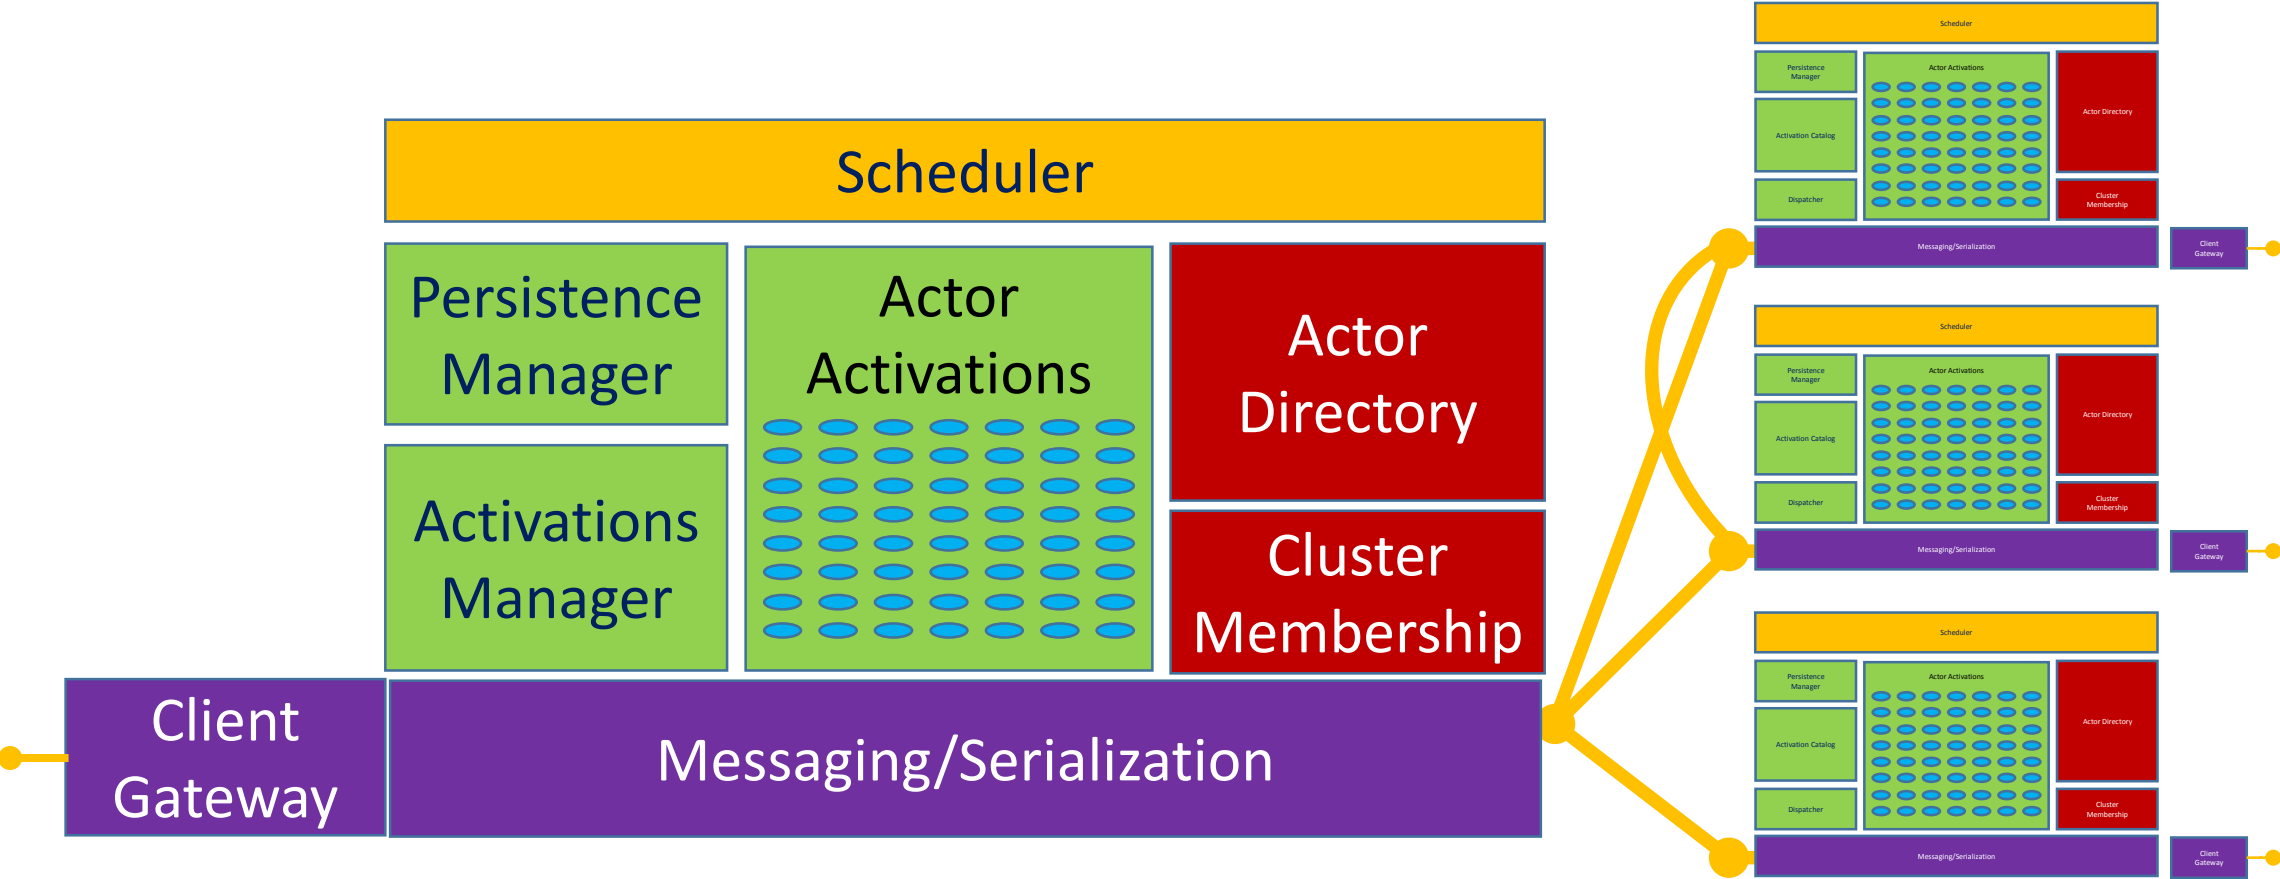 Scheduler
Persistence
Manager
Actor
Activations
Actor
Directory
Activations
Manager
Cluster
Membership
Client
Gateway
Messaging/Serialization
Scheduler
Persistence
Manager
Actor Activations
Actor Directory
Activation Catalog
Dispatcher
Cluster
Membership
Messaging/Serialization
Client
Gateway
Scheduler
Persistence
Manager
Actor Activations
Actor Directory
Activation Catalog
Dispatcher
Cluster
Membership
Messaging/Serialization
Client
Gateway
Scheduler
Persistence
Manager
Actor Activations
Actor Directory
Activation Catalog
Dispatcher
Cluster
Membership
Messaging/Serialization
Client
Gateway